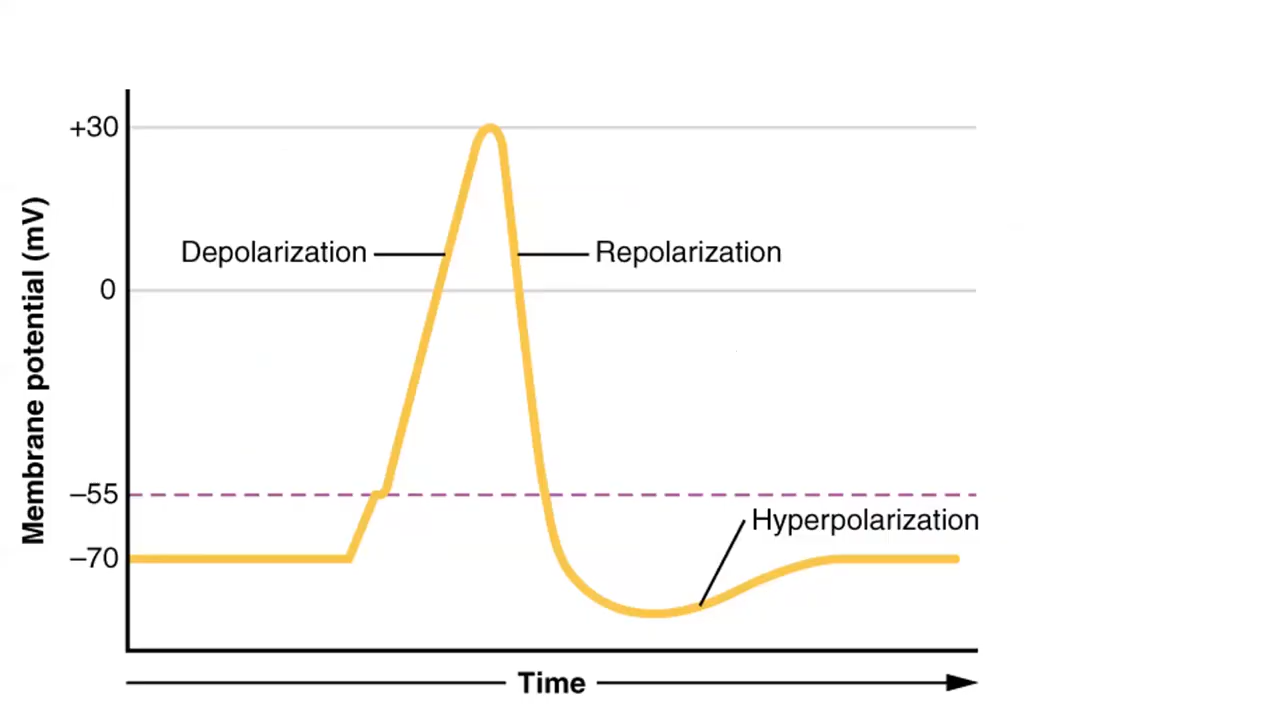 +30
Depolarization
Repolarization
0
Membrane potential (mV)
–55
Hyperpolarization
–70
Time